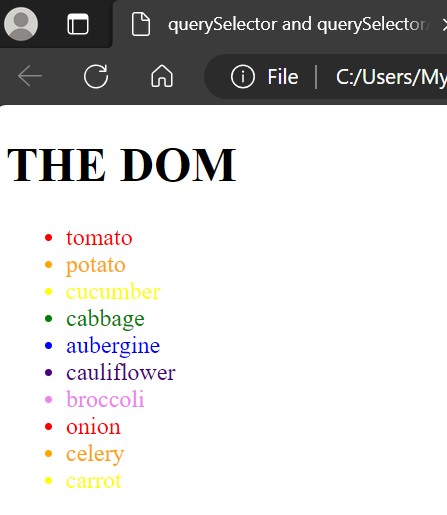 querySelector and querySelector
File
C:/Users/My
THE DOM
tomato
potato
cucumber
cabbage
aubergine
cauliflower
broccoli
onion
celery
carrot